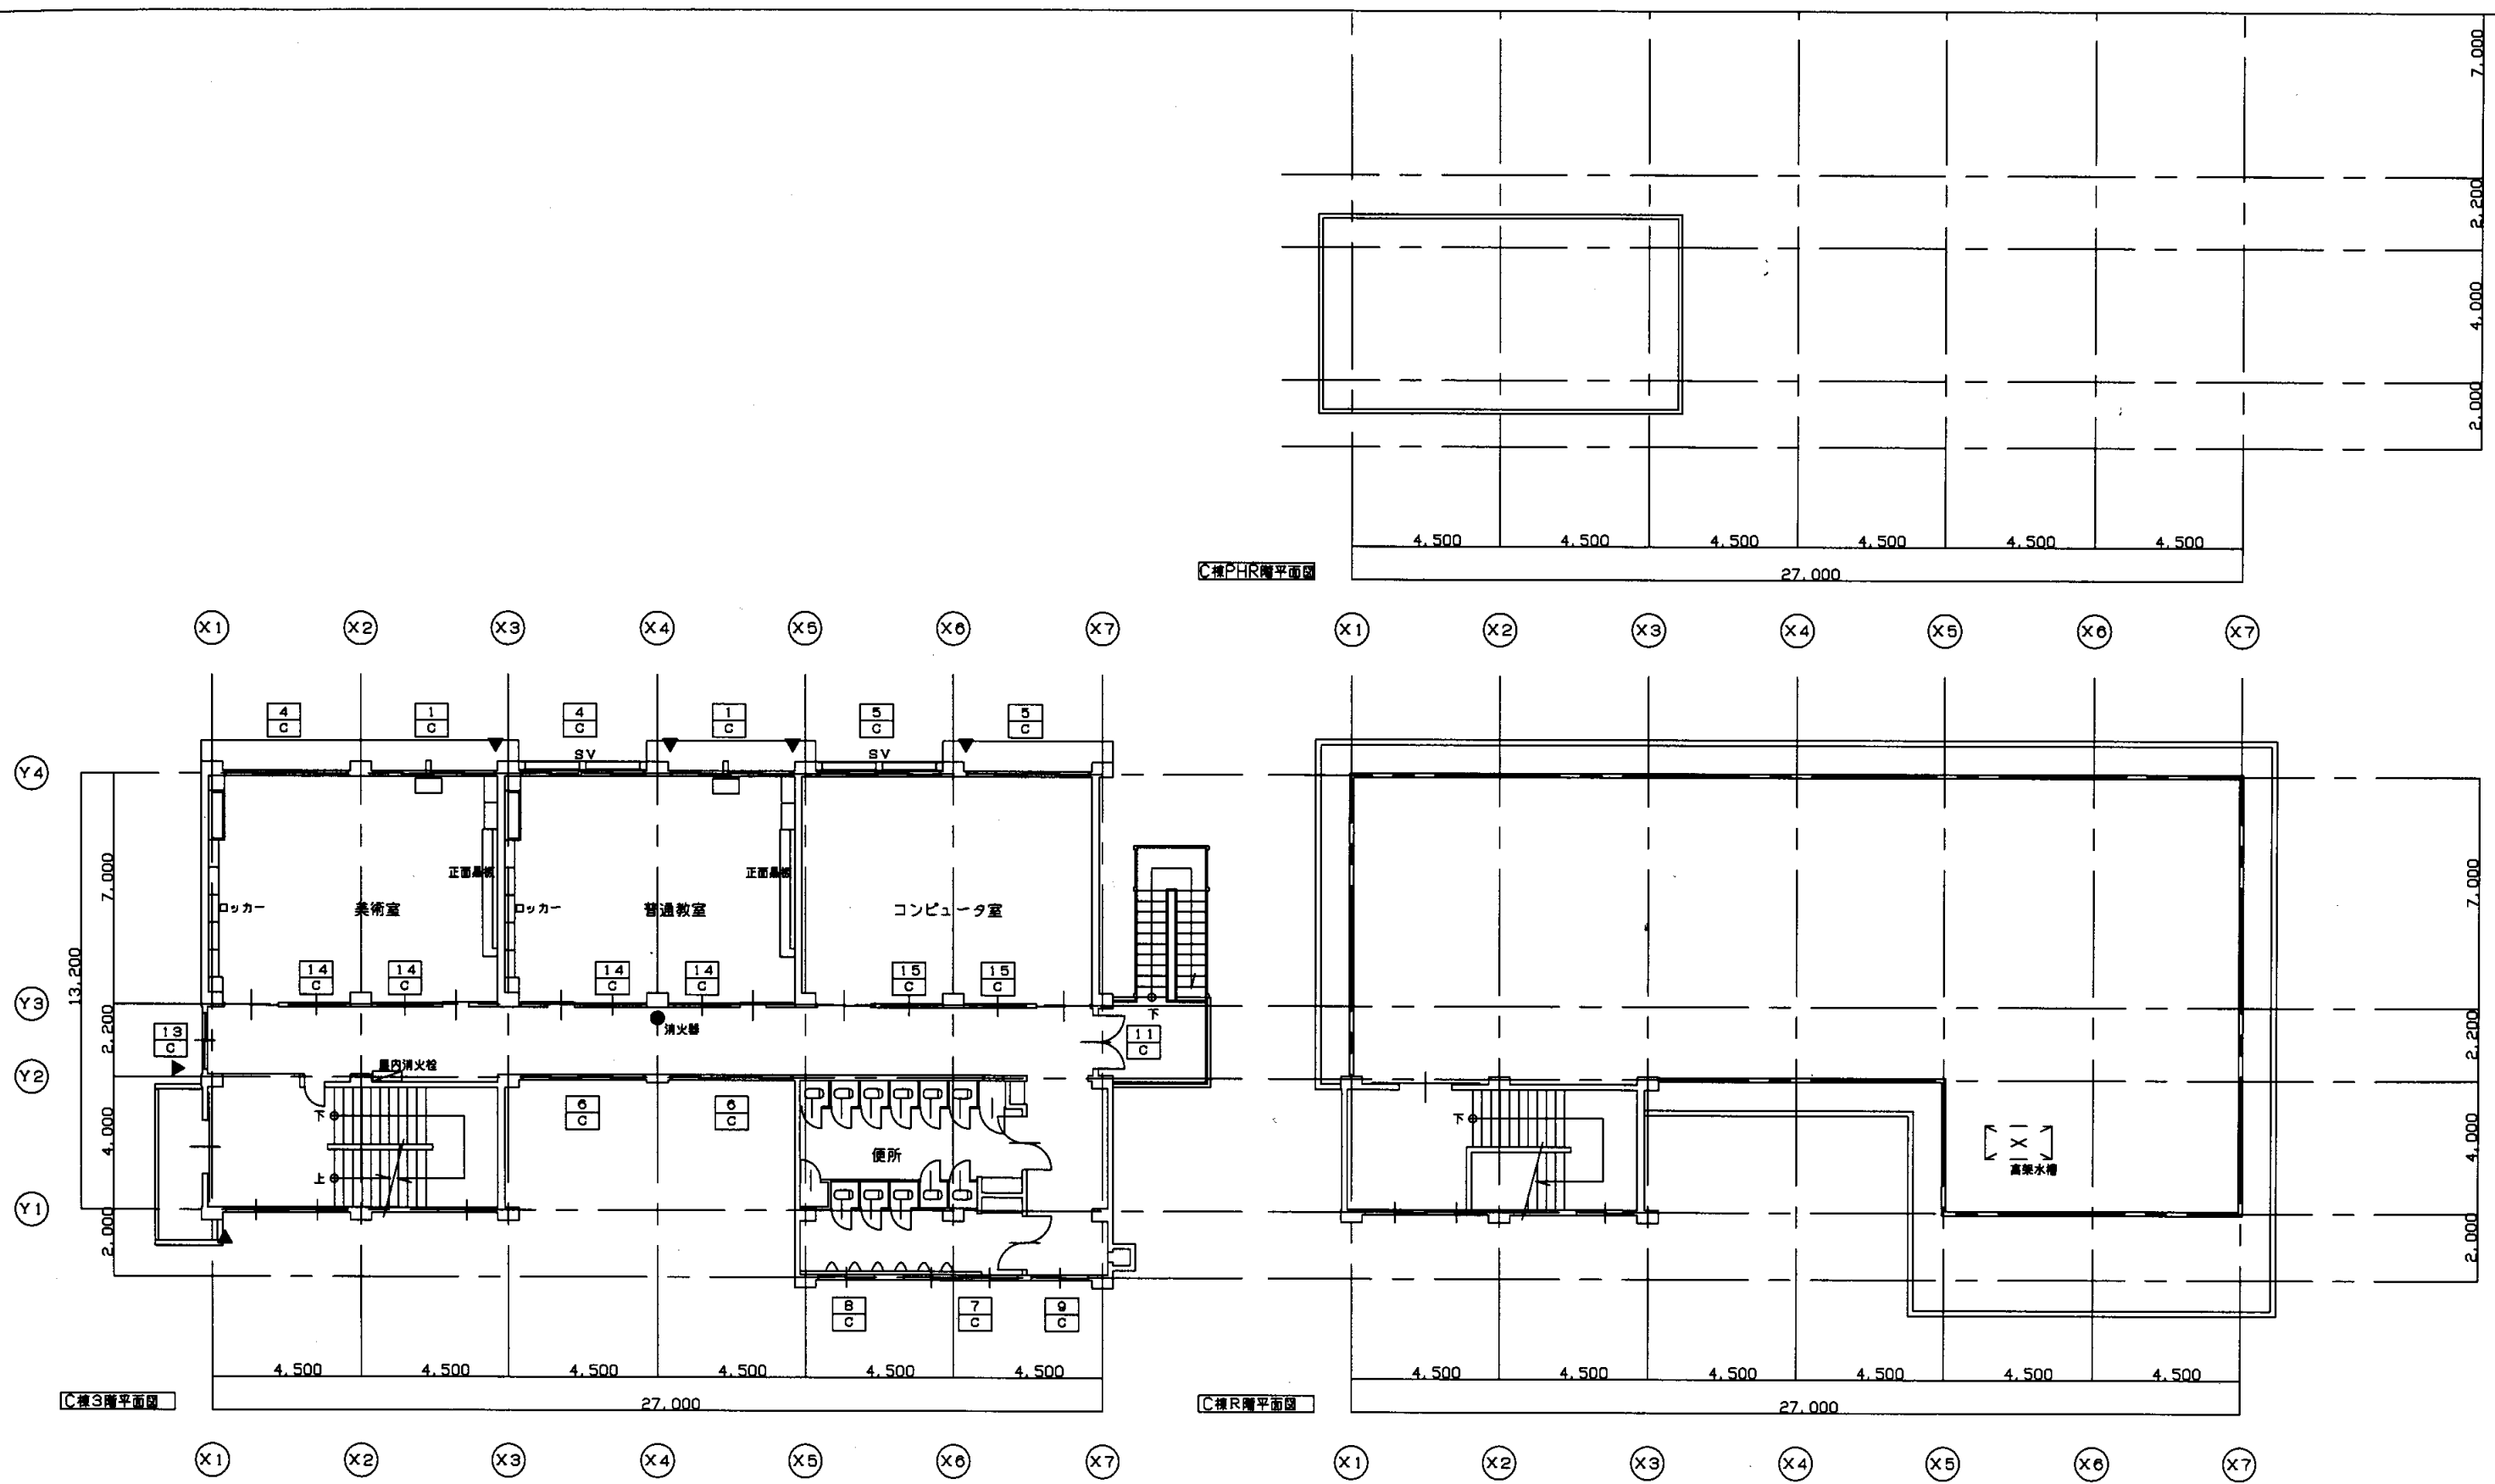 7,000
2,200
4,000
2,000
4,500 4,500 4,500 4,500 4,500 4,500
27,000
C棟PHR階平面図
X1 X2 X3 X4 X5 X6 X7
X1 X2 X3 X4 X5 X6 X7
4 C
1 C
4 C
1 C
5 C
5 C
SV
SV
Y4
Y3
Y2
Y1
13,200
7,000
2,200
4,000
2,000
正面黒板
正面黒板
ロッカー
美術室
ロッカー
普通教室
コンピュータ室
14 C
14 C
14 C
14 C
15 C
15 C
13 C
消火器
下
11 C
屋内消火栓
6 C
6 C
下
上
便所
8 C
7 C
9 C
4,500 4,500 4,500 4,500 4,500 4,500
27,000
C棟3階平面図
X1 X2 X3 X4 X5 X6 X7
下
X
高架水槽
7,000
2,200
4,000
2,000
4,500 4,500 4,500 4,500 4,500 4,500
27,000
C棟R階平面図
X1 X2 X3 X4 X5 X6 X7